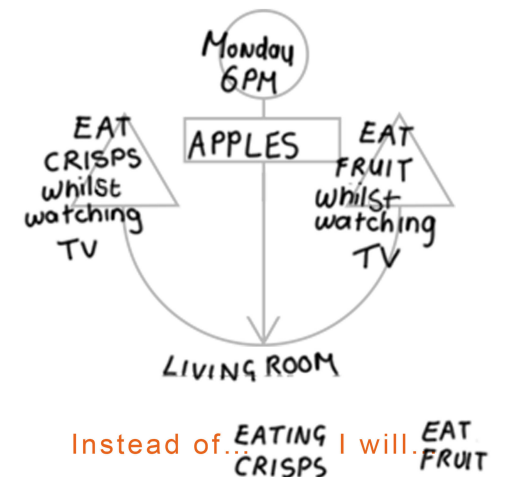 Monday
6PM
APPLES
EAT
CRISPS
whilst
watching
TV
EAT
FRUIT
whilst
watching
TV
LIVING ROOM
Instead of... EATING CRISPS I will. EAT FRUIT